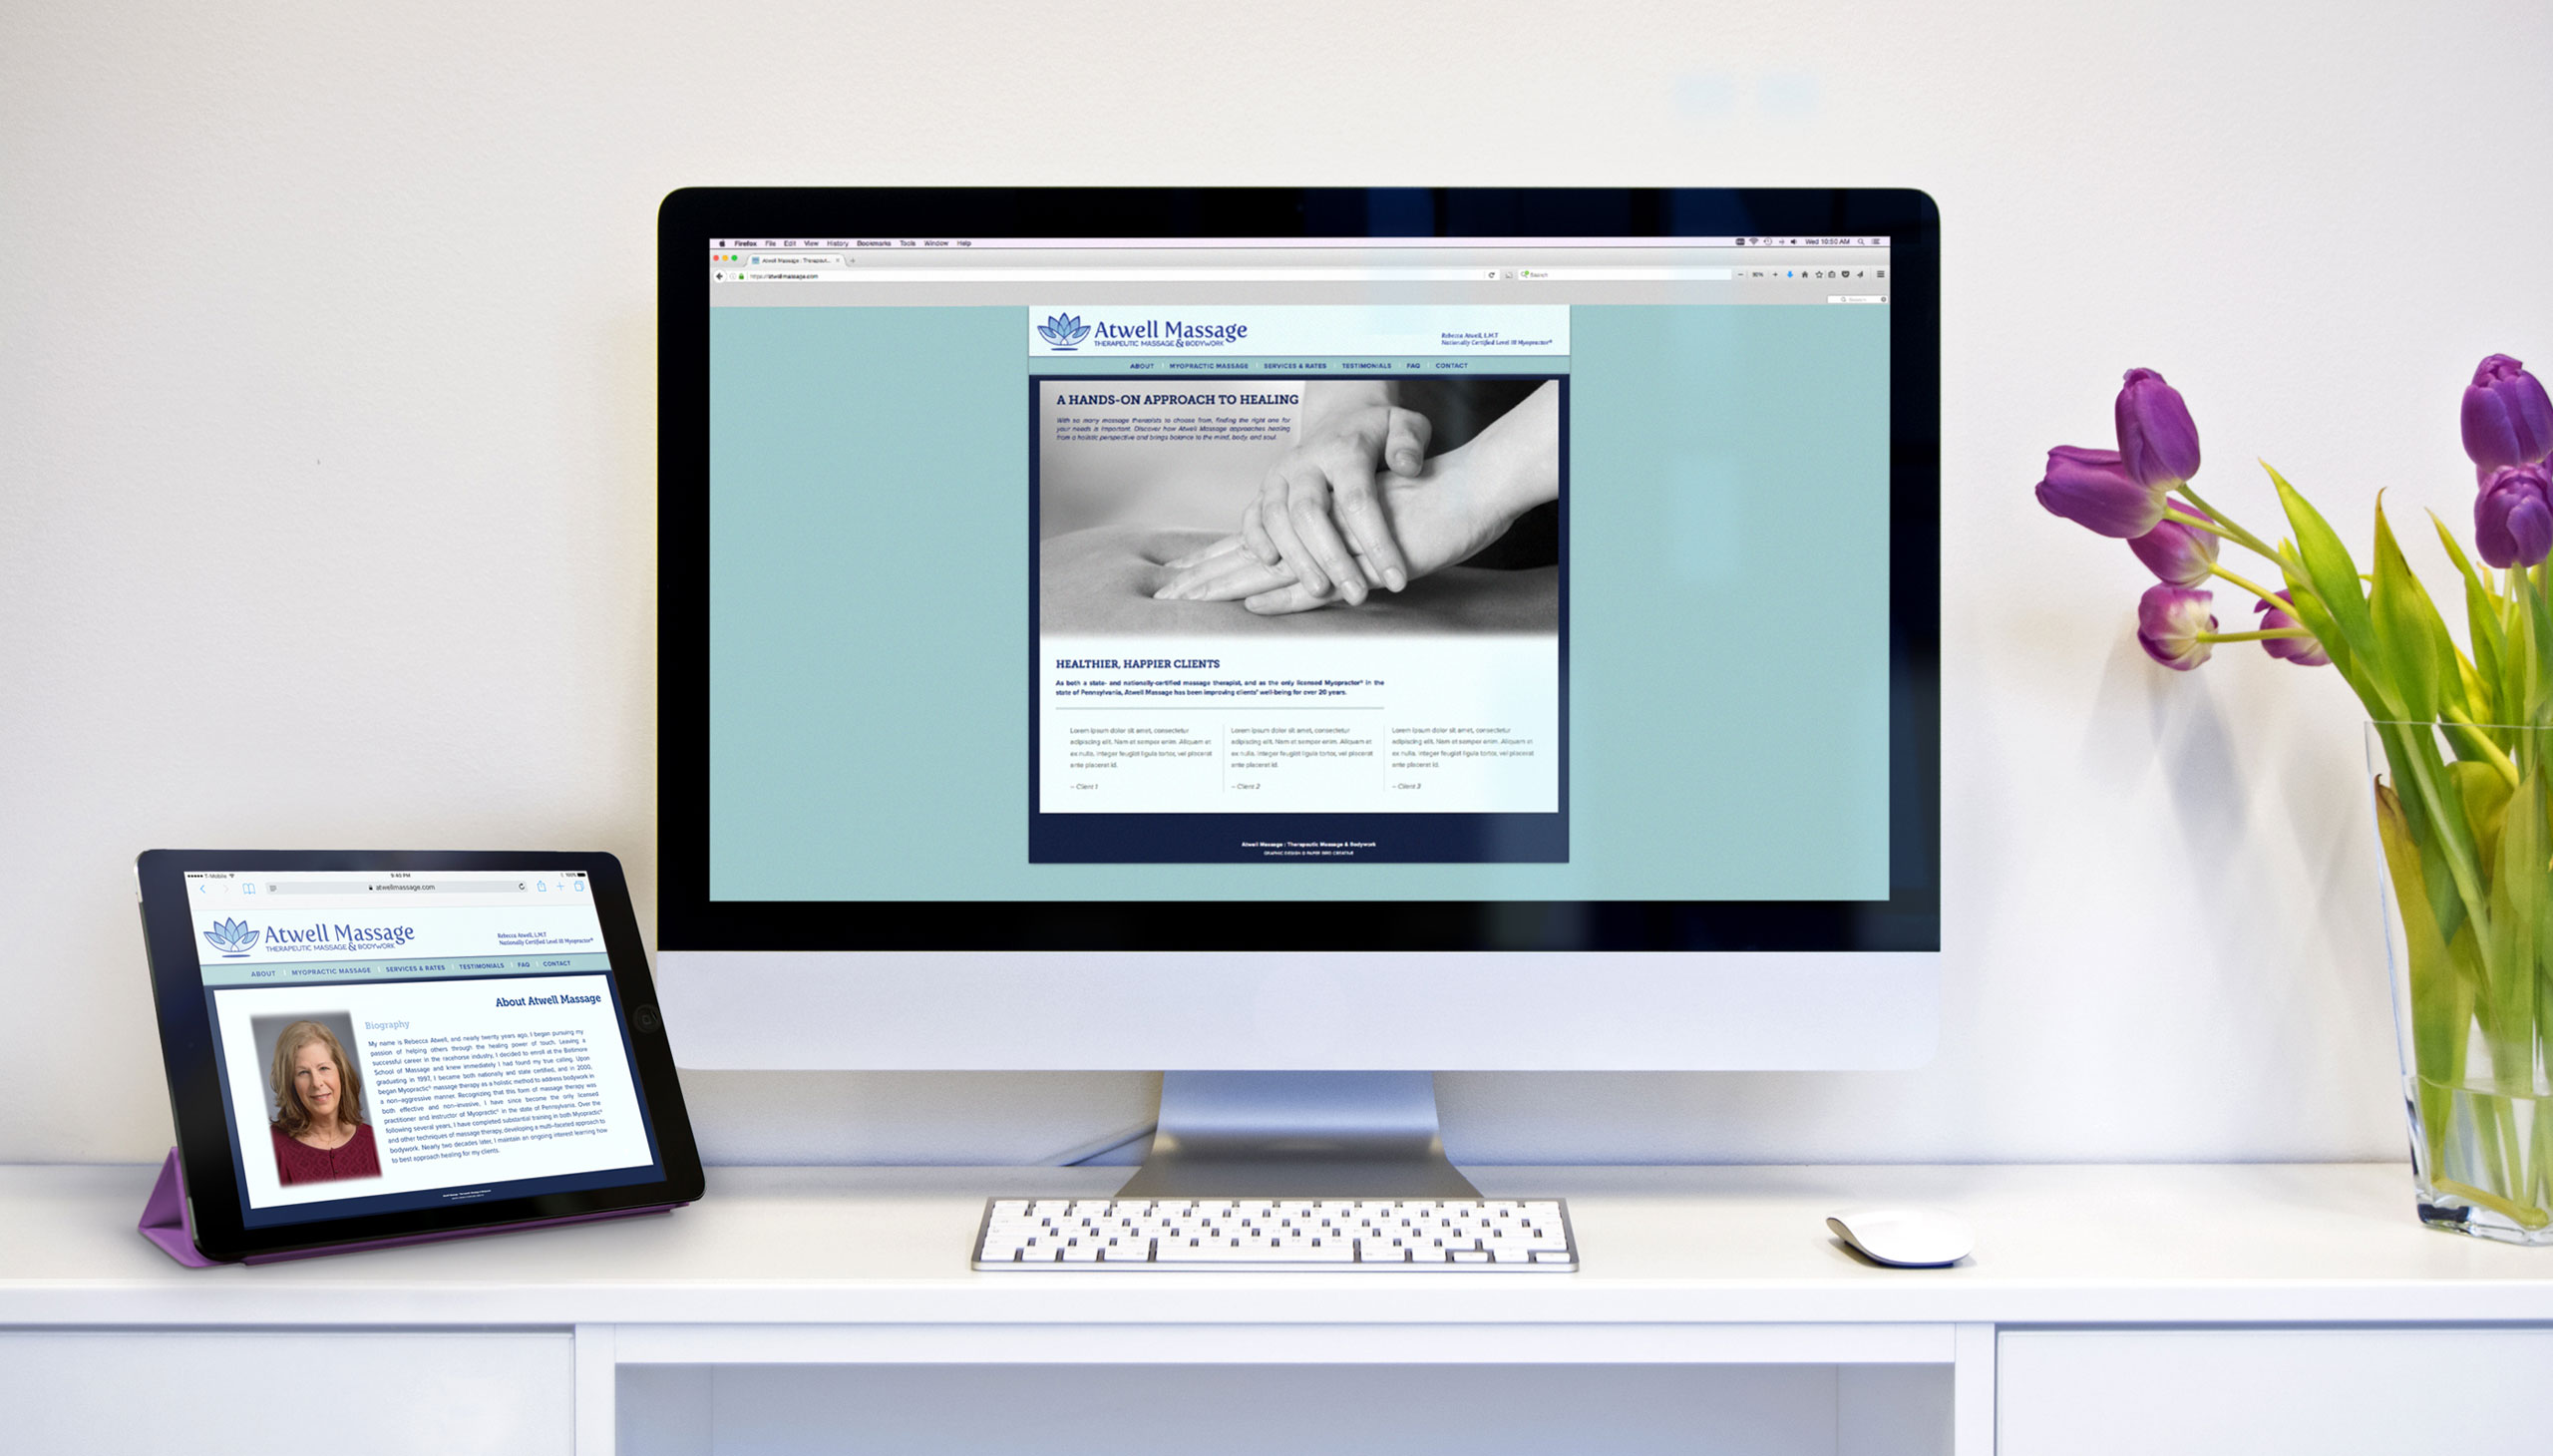 Firefox File Edit View History Bookmarks Tools Window Help
Wed 10:50 AM
Atwell Massage : Therapeut...
https://atwellmassage.com
Search
90%
Atwell Massage
THERAPEUTIC MASSAGE & BODYWORK
Rebecca Atwell, L.M.T
Nationally Certified Level III Myopractor®
ABOUT MYOPRACTIC MASSAGE SERVICES & RATES TESTIMONIALS FAQ CONTACT
A HANDS-ON APPROACH TO HEALING
With so many massage therapists to choose from, finding the right one for
your needs is important. Discover how Atwell Massage approaches healing
from a holistic perspective and brings balance to the mind, body, and soul.
HEALTHIER, HAPPIER CLIENTS
As both a state- and nationally-certified massage therapist, and as the only licensed Myopractor® in the
state of Pennsylvania, Atwell Massage has been improving clients' well-being for over 20 years.
Lorem ipsum dolor sit amet, consectetur
adipiscing elit. Nam at semper enim. Aliquam et
ex nulla. Integer feugiat ligula tortor, vel placerat
ante placerat id.
– Client 1
Lorem ipsum dolor sit amet, consectetur
adipiscing elit. Nam at semper enim. Aliquam et
ex nulla. Integer feugiat ligula tortor, vel placerat
ante placerat id.
– Client 2
Lorem ipsum dolor sit amet, consectetur
adipiscing elit. Nam at semper enim. Aliquam et
ex nulla. Integer feugiat ligula tortor, vel placerat
ante placerat id.
– Client 3
Atwell Massage : Therapeutic Massage & Bodywork
GRAPHIC DESIGN © PAPER BIRD CREATIVE
T-Mobile 9:40 PM 100%
atwellmassage.com
Atwell Massage
THERAPEUTIC MASSAGE & BODYWORK
Rebecca Atwell, L.M.T
Nationally Certified Level III Myopractor®
ABOUT MYOPRACTIC MASSAGE SERVICES & RATES TESTIMONIALS FAQ CONTACT
About Atwell Massage
Biography
My name is Rebecca Atwell, and nearly twenty years ago, I began pursuing my
passion of helping others through the healing power of touch. Leaving a
successful career in the racehorse industry, I decided to enroll at the Baltimore
School of Massage and knew immediately I had found my true calling. Upon
graduating in 1997, I became both nationally and state certified, and in 2000,
began Myopractic® massage therapy as a holistic method to address bodywork in
a non-aggressive manner. Recognizing that this form of massage therapy was
both effective and non-invasive, I have since become the only licensed
practitioner and instructor of Myopractic® in the state of Pennsylvania. Over the
following several years, I have completed substantial training in both Myopractic®
and other techniques of massage therapy, developing a multi-faceted approach to
bodywork. Nearly two decades later, I maintain an ongoing interest learning how
to best approach healing for my clients.